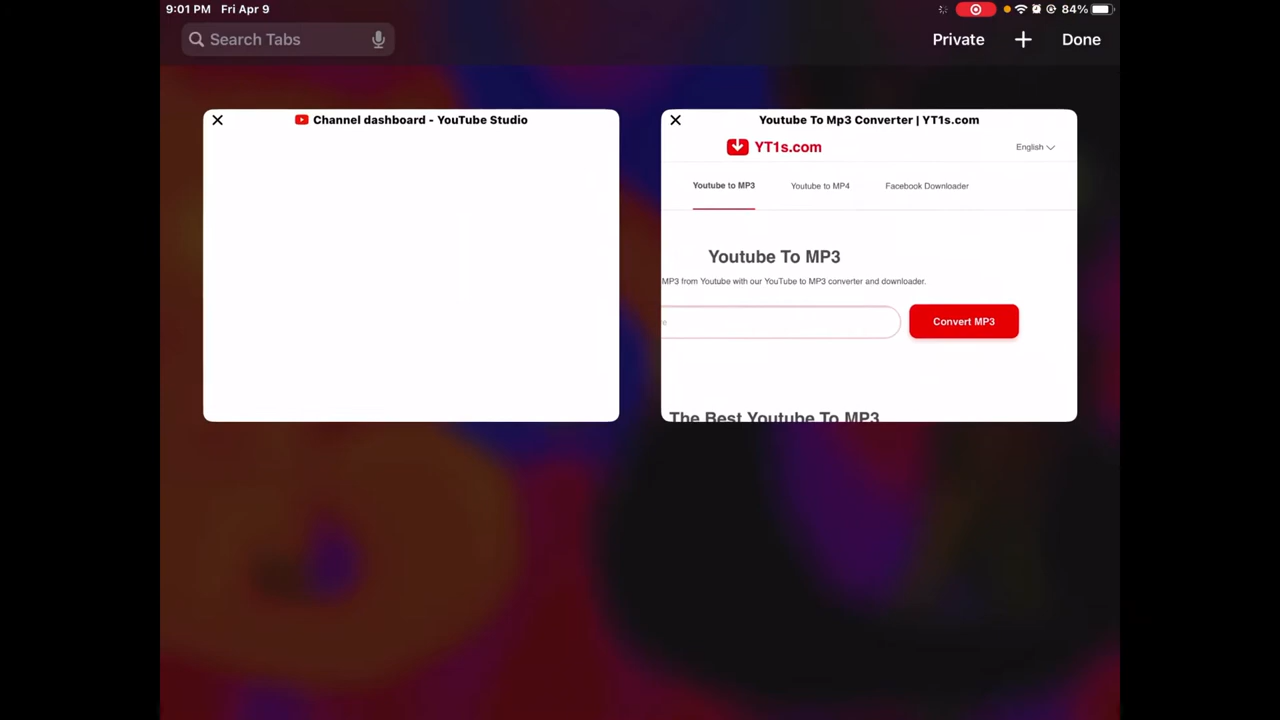 9:01 PM Fri Apr 9
84%
Search Tabs
Private
Done
Channel dashboard - YouTube Studio
Youtube To Mp3 Converter | YT1s.com
YT1s.com
English
Youtube to MP3 Youtube to MP4 Facebook Downloader
Youtube To MP3
MP3 from Youtube with our YouTube to MP3 converter and downloader.
Convert MP3
The Best Youtube To MP3